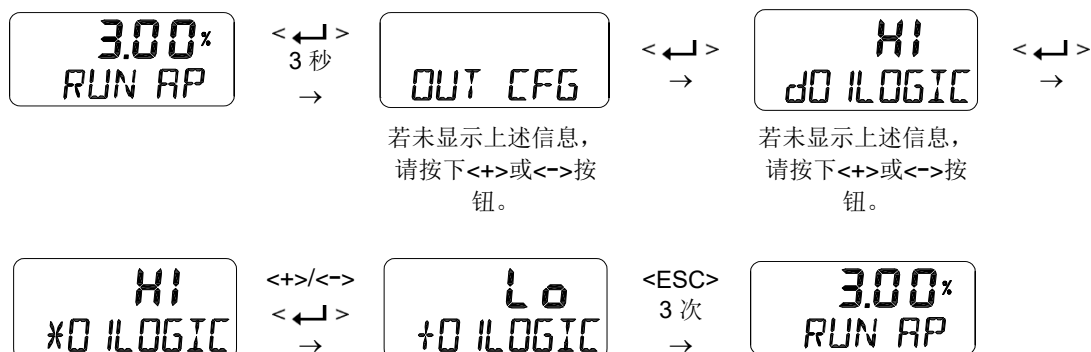 3.00%
RUN AP
<↵>
3 秒
→
OUT CFG
若未显示上述信息，
请按下<+>或<->按
钮。
<↵>
→
HI
dO 1LOGIC
若未显示上述信息，
请按下<+>或<->按
钮。
<↵>
→
HI
*O 1LOGIC
<+>/<->
<↵>
→
Lo
+O 1LOGIC
<ESC>
3 次
→
3.00%
RUN AP